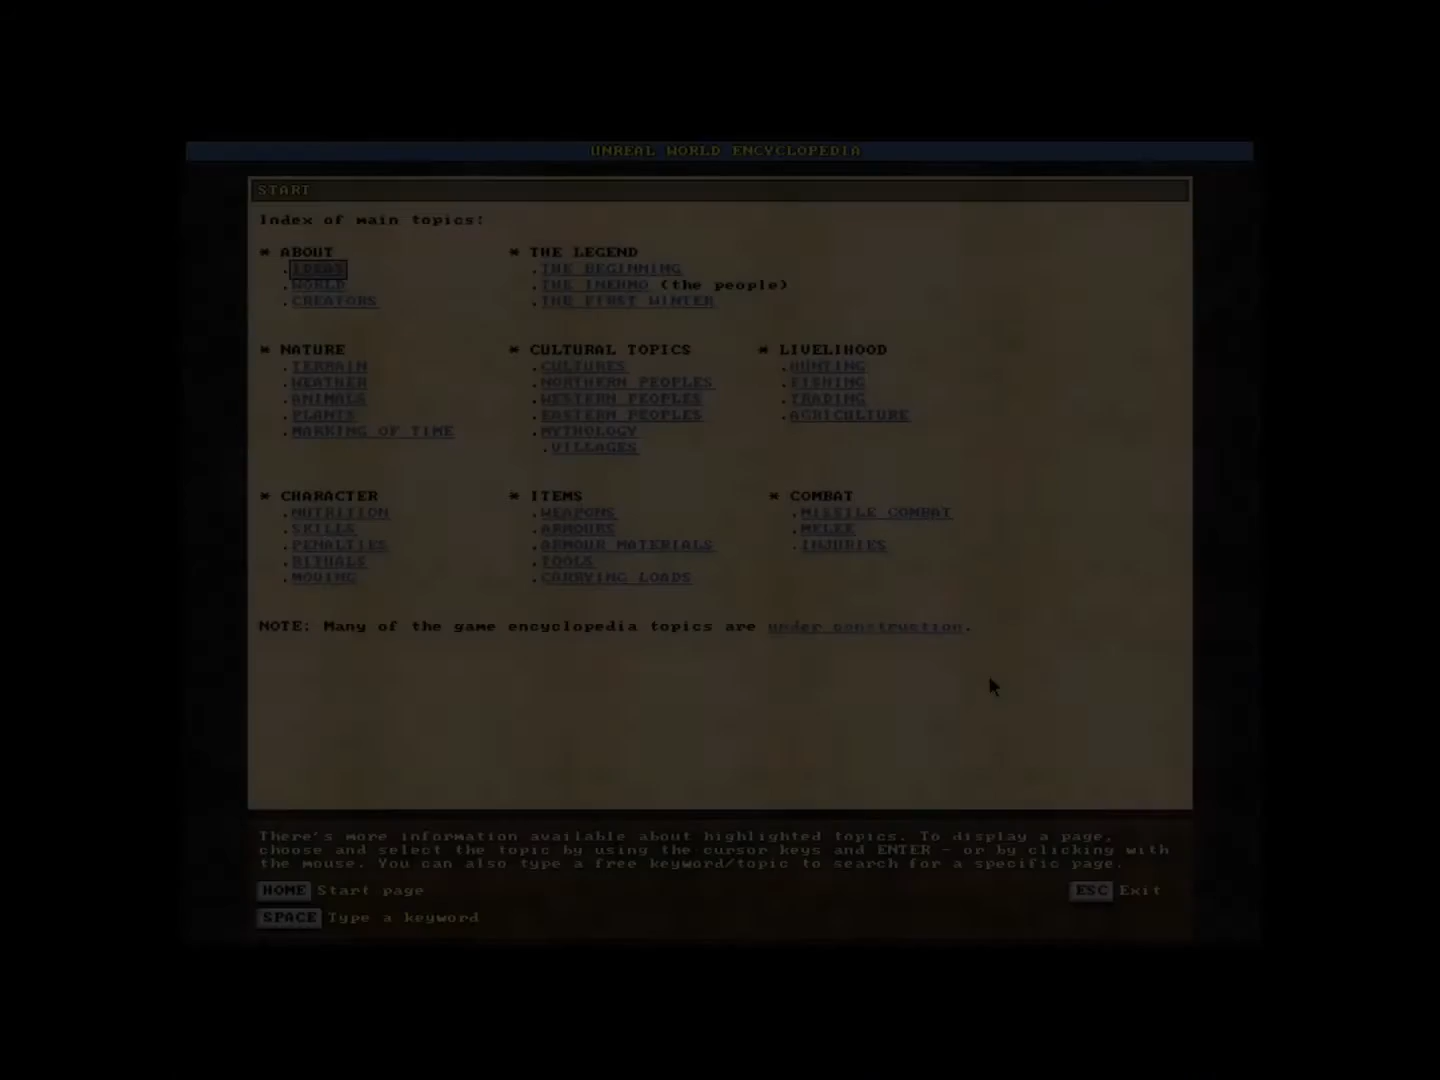 UNREAL WORLD ENCYCLOPEDIA
START
Index of main topics:
* ABOUT * THE LEGEND
.IDEAS .THE BEGINNING
.WORLD .THE INEHMO (the people)
.CREATORS .THE FIRST WINTER
* NATURE * CULTURAL TOPICS * LIVELIHOOD
.TERRAIN .CULTURES .HUNTING
.WEATHER .NORTHERN PEOPLES .FISHING
.ANIMALS .WESTERN PEOPLES .TRADING
.PLANTS .EASTERN PEOPLES .AGRICULTURE
.MARKING OF TIME .MYTHOLOGY
.VILLAGES
* CHARACTER * ITEMS * COMBAT
.NUTRITION .WEAPONS .MISSILE COMBAT
.SKILLS .ARMOURS .MELEE
.PENALTIES .ARMOUR MATERIALS .INJURIES
.RITUALS .TOOLS
.MOVING .CARRYING LOADS
NOTE: Many of the game encyclopedia topics are under construction.
There's more information available about highlighted topics. To display a page,
choose and select the topic by using the cursor keys and ENTER - or by clicking with
the mouse. You can also type a free keyword/topic to search for a specific page.
HOME Start page ESC Exit
SPACE Type a keyword